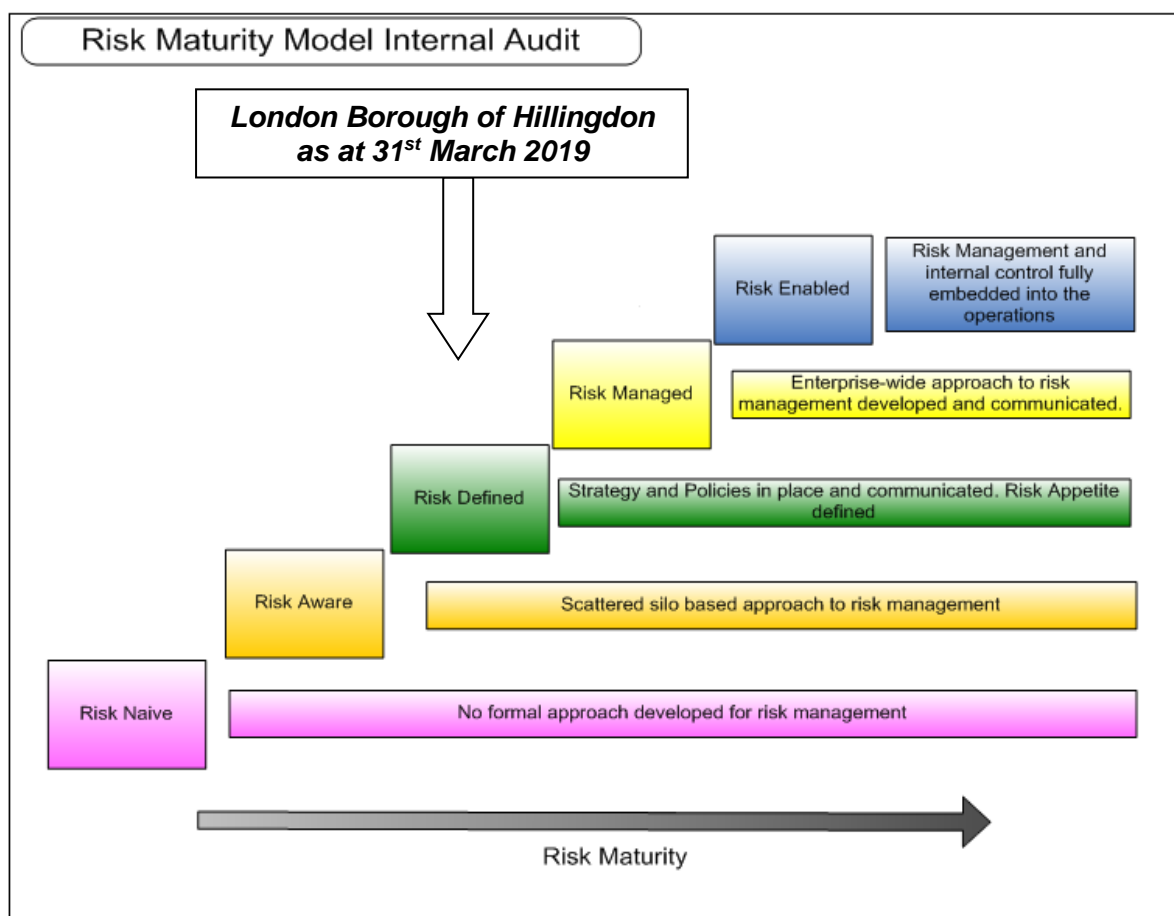 Risk Maturity Model Internal Audit
London Borough of Hillingdon
as at 31st March 2019
Risk Enabled
Risk Management and
internal control fully
embedded into the
operations
Risk Managed
Enterprise-wide approach to risk
management developed and communicated.
Risk Defined
Strategy and Policies in place and communicated. Risk Appetite
defined
Risk Aware
Scattered silo based approach to risk management
Risk Naive
No formal approach developed for risk management
Risk Maturity